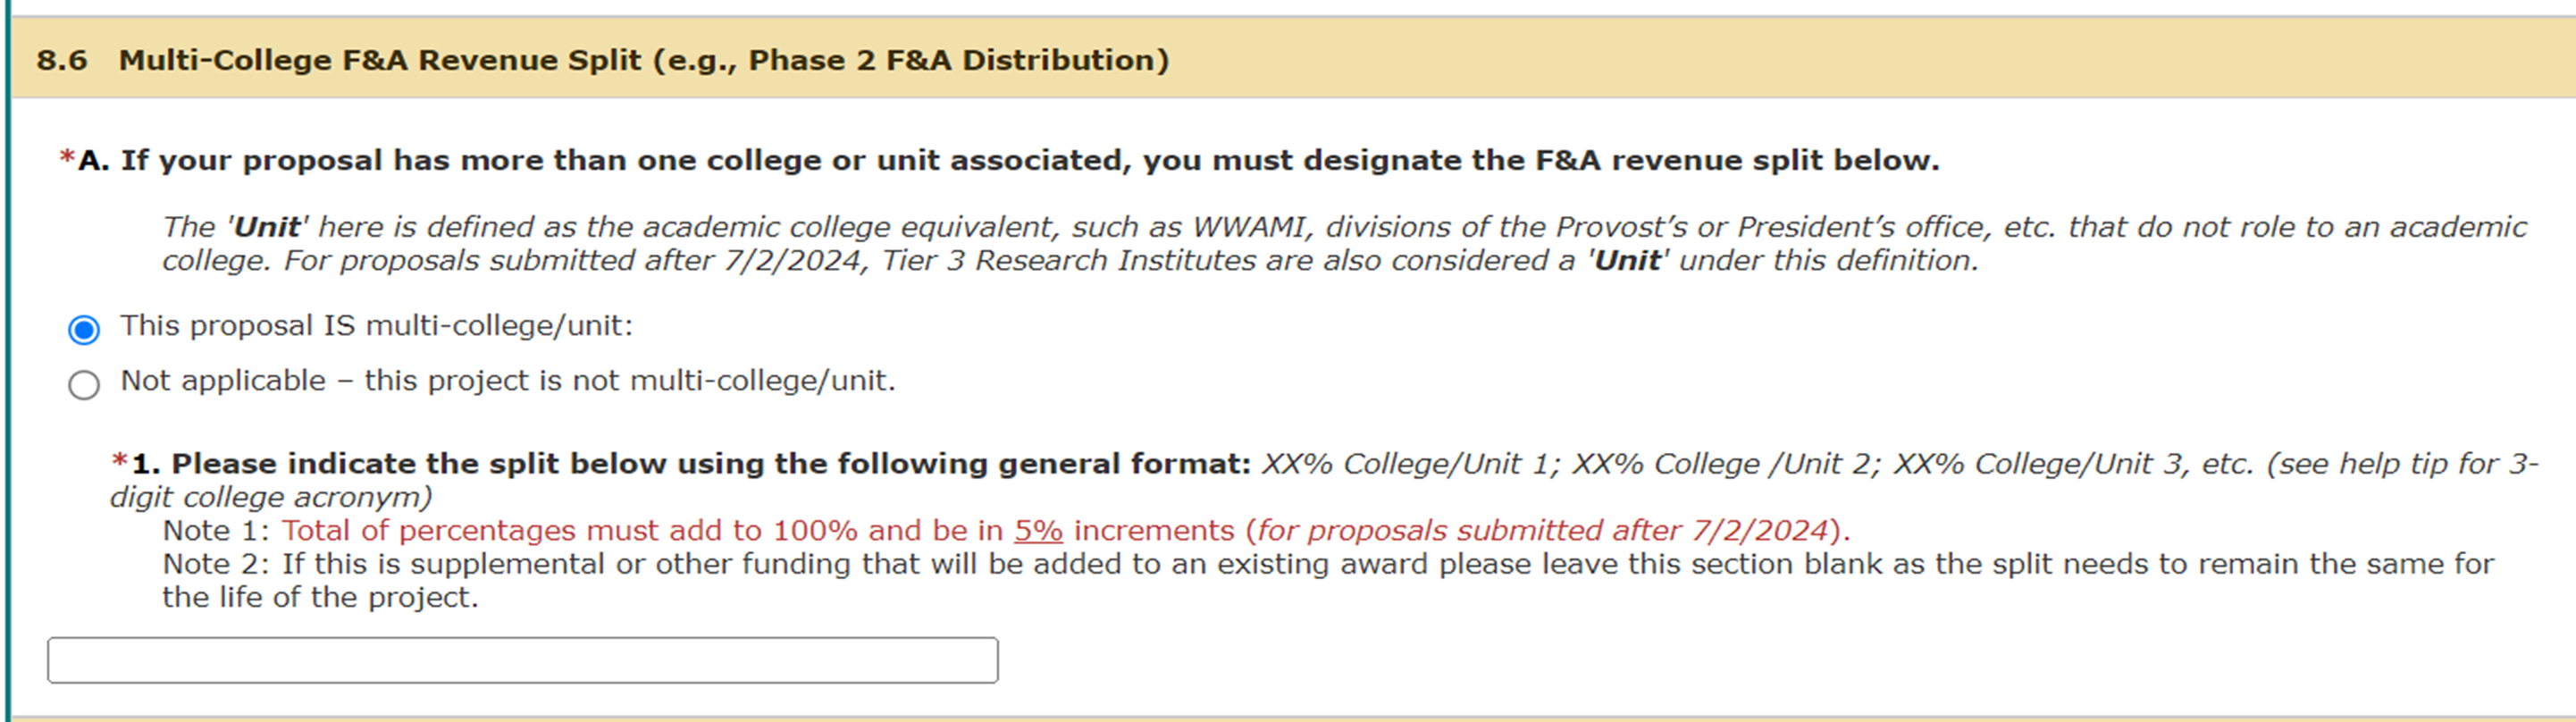 8.6 Multi-College F&A Revenue Split (e.g., Phase 2 F&A Distribution)
*A. If your proposal has more than one college or unit associated, you must designate the F&A revenue split below.
The 'Unit' here is defined as the academic college equivalent, such as WWAMI, divisions of the Provost’s or President’s office, etc. that do not role to an academic
college. For proposals submitted after 7/2/2024, Tier 3 Research Institutes are also considered a 'Unit' under this definition.
This proposal IS multi-college/unit:
Not applicable – this project is not multi-college/unit.
*1. Please indicate the split below using the following general format: XX% College/Unit 1; XX% College /Unit 2; XX% College/Unit 3, etc. (see help tip for 3-
digit college acronym)
Note 1: Total of percentages must add to 100% and be in 5% increments (for proposals submitted after 7/2/2024).
Note 2: If this is supplemental or other funding that will be added to an existing award please leave this section blank as the split needs to remain the same for
the life of the project.